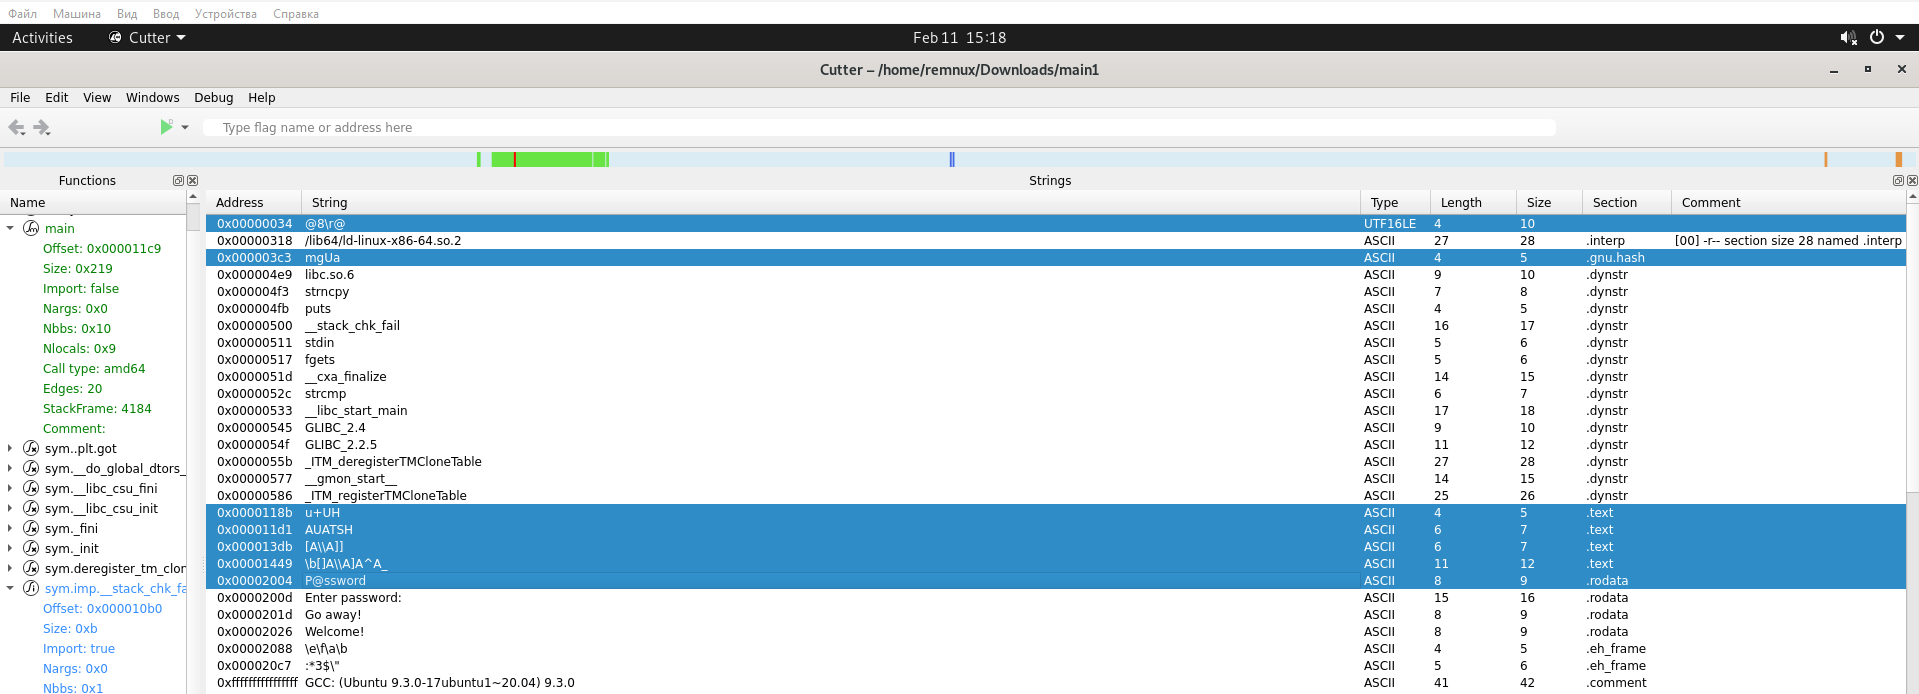 Файл Машина Вид Ввод Устройства Справка
Activities Cutter Feb 11 15:18
Cutter – /home/remnux/Downloads/main1
File Edit View Windows Debug Help
Type flag name or address here
Functions Strings
Name
main
Offset: 0x000011c9
Size: 0x219
Import: false
Nargs: 0x0
Nbbs: 0x10
Nlocals: 0x9
Call type: amd64
Edges: 20
StackFrame: 4184
Comment:
sym..plt.got
sym.__do_global_dtors_
sym.__libc_csu_fini
sym.__libc_csu_init
sym._fini
sym._init
sym.deregister_tm_clor
sym.imp.__stack_chk_fa
Offset: 0x000010b0
Size: 0xb
Import: true
Nargs: 0x0
Nbbs: 0x1
Address String Type Length Size Section Comment
0x00000034 @8\r@ UTF16LE 4 10
0x00000318 /lib64/ld-linux-x86-64.so.2 ASCII 27 28 .interp [00] -r-- section size 28 named .interp
0x000003c3 mgUa ASCII 4 5 .gnu.hash
0x000004e9 libc.so.6 ASCII 9 10 .dynstr
0x000004f3 strncpy ASCII 7 8 .dynstr
0x000004fb puts ASCII 4 5 .dynstr
0x00000500 __stack_chk_fail ASCII 16 17 .dynstr
0x00000511 stdin ASCII 5 6 .dynstr
0x00000517 fgets ASCII 5 6 .dynstr
0x0000051d __cxa_finalize ASCII 14 15 .dynstr
0x0000052c strcmp ASCII 6 7 .dynstr
0x00000533 __libc_start_main ASCII 17 18 .dynstr
0x00000545 GLIBC_2.4 ASCII 9 10 .dynstr
0x0000054f GLIBC_2.2.5 ASCII 11 12 .dynstr
0x0000055b _ITM_deregisterTMCloneTable ASCII 27 28 .dynstr
0x00000577 __gmon_start__ ASCII 14 15 .dynstr
0x00000586 _ITM_registerTMCloneTable ASCII 25 26 .dynstr
0x0000118b u+UH ASCII 4 5 .text
0x000011d1 AUATSH ASCII 6 7 .text
0x000013db [A\\A]] ASCII 6 7 .text
0x00001449 \b[]A\\A]A^A_ ASCII 11 12 .text
0x00002004 P@ssword ASCII 8 9 .rodata
0x0000200d Enter password: ASCII 15 16 .rodata
0x0000201d Go away! ASCII 8 9 .rodata
0x00002026 Welcome! ASCII 8 9 .rodata
0x00002088 \e\f\a\b ASCII 4 5 .eh_frame
0x000020c7 :*3$\" ASCII 5 6 .eh_frame
0xffffffffffffffff GCC: (Ubuntu 9.3.0-17ubuntu1~20.04) 9.3.0 ASCII 41 42 .comment